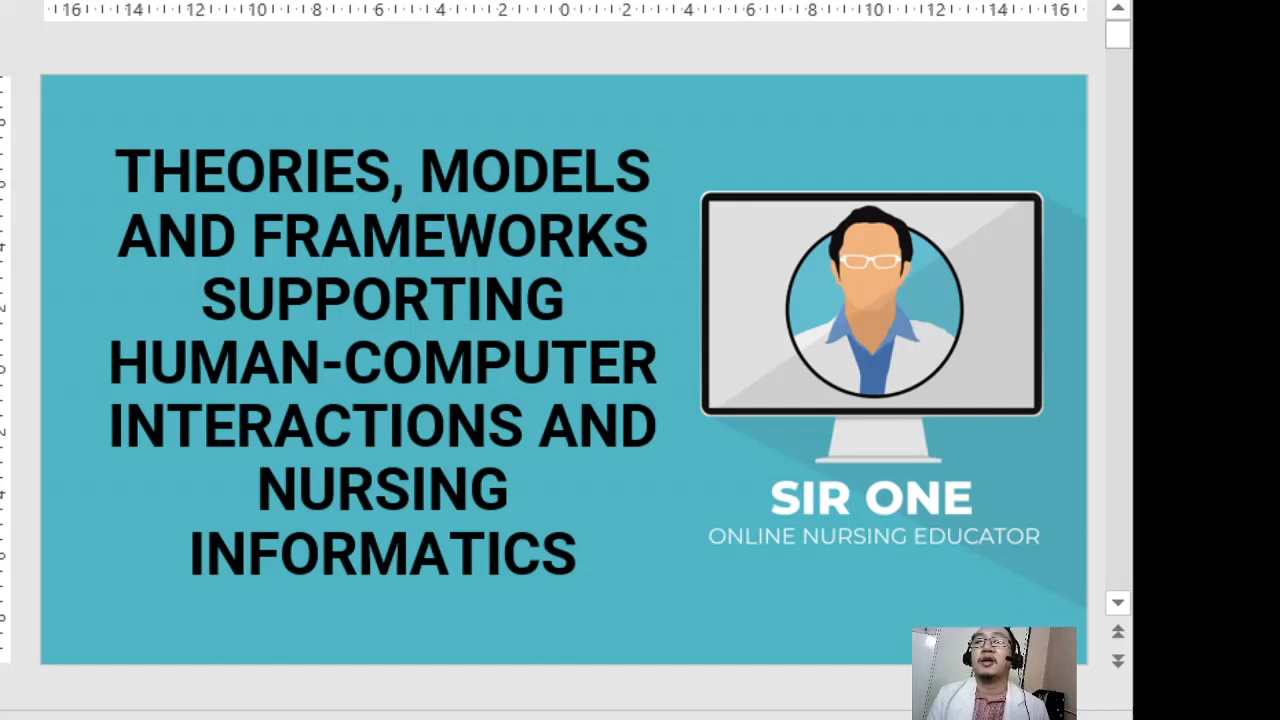 16 14 12 10 8 6 4 2 0 2 4 6 8 10 12 14 16
THEORIES, MODELS
AND FRAMEWORKS
SUPPORTING
HUMAN-COMPUTER
INTERACTIONS AND
NURSING
INFORMATICS
SIR ONE
ONLINE NURSING EDUCATOR